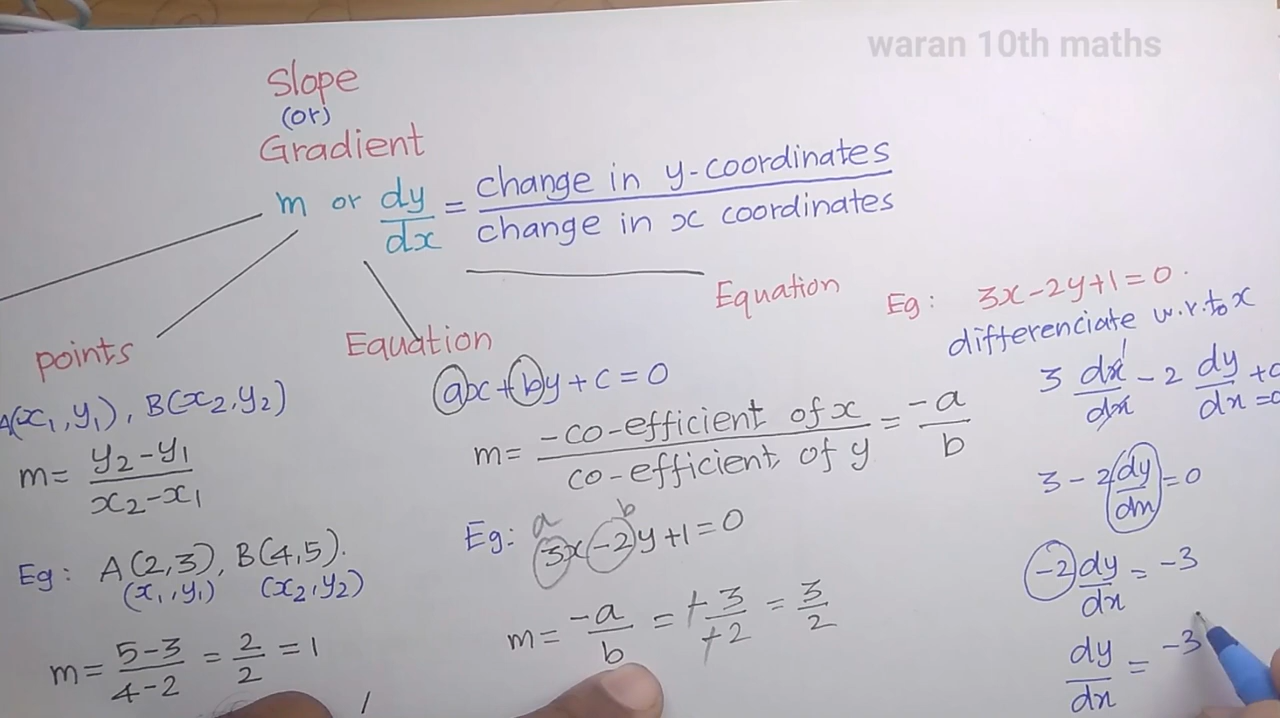 waran 10th maths
Slope
(or)
Gradient
m or dy/dx = change in y-coordinates / change in x coordinates
points
A(x₁, y₁), B(x₂, y₂)
m = y₂-y₁ / x₂-x₁
Eg: A(2,3), B(4,5).
(x₁, y₁) (x₂, y₂)
m = 5-3 / 4-2 = 2/2 = 1
Equation
ax + by + c = 0
m = -co-efficient of x / co-efficient of y = -a/b
a b
Eg: 3x-2y+1=0
m = -a/b = +3/+2 = 3/2
Equation
Eg: 3x-2y+1=0.
differenciate w.r.to x
1
3 dx/dx - 2 dy/dx +
= 0
3 - 2 dy/dx = 0
-2 dy/dx = -3
dy/dx = -3